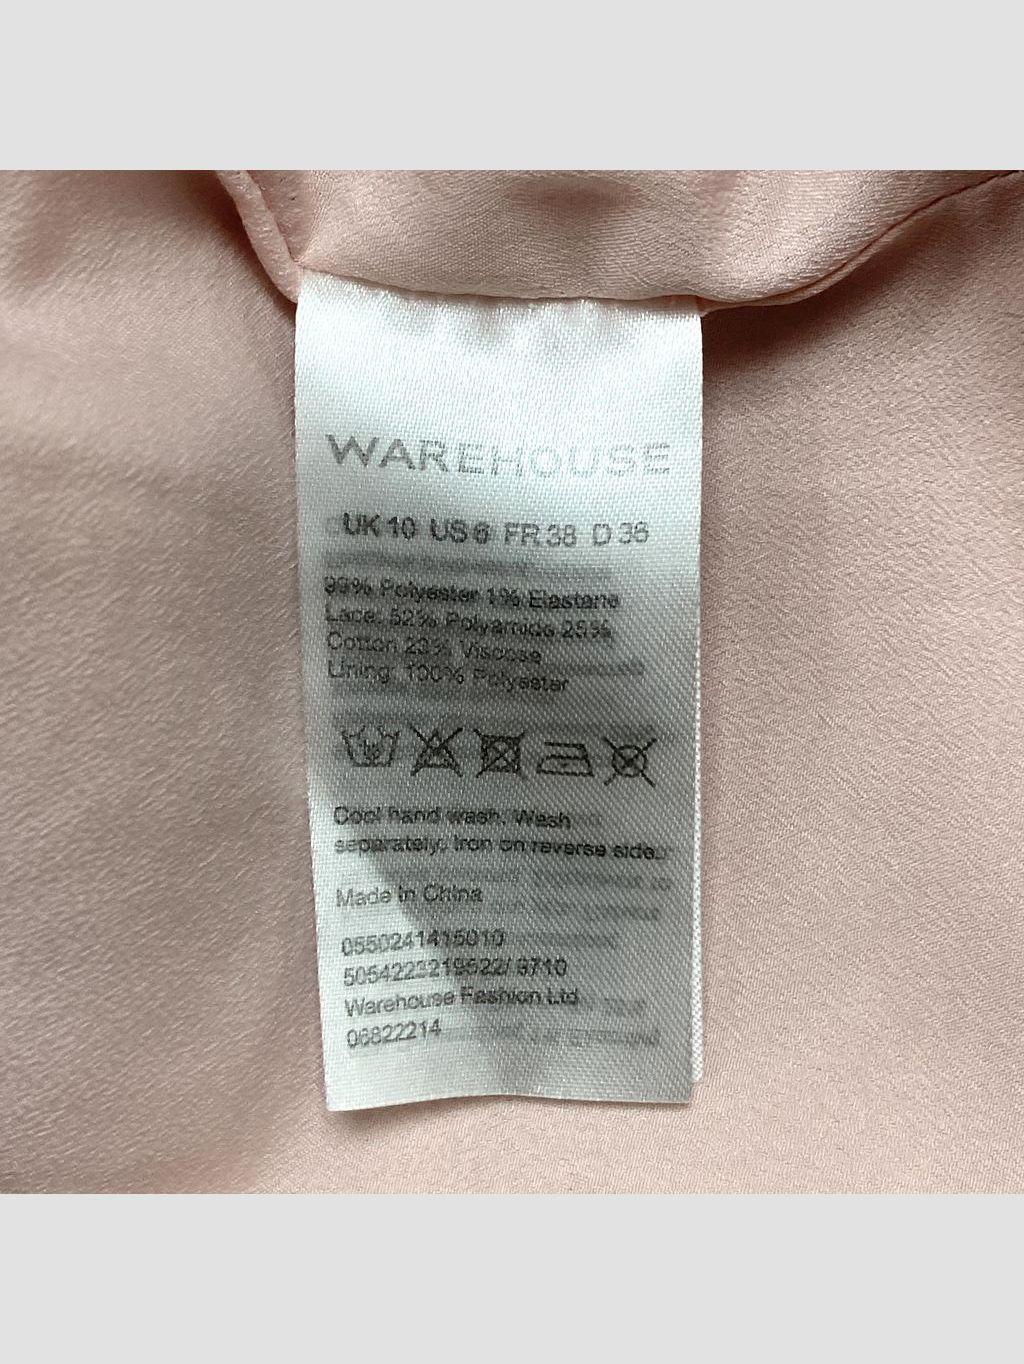 WAREHOUSE
UK 10 US 6 FR 38 D 36
99% Polyester 1% Elastane
Lace: 52% Polyamide 25%
Cotton 23% Viscose
Lining: 100% Polyester
Cool hand wash. Wash
separately. Iron on reverse side.
Made in China
0550241415010
5054223219522/ 9710
Warehouse Fashion Ltd
06822214